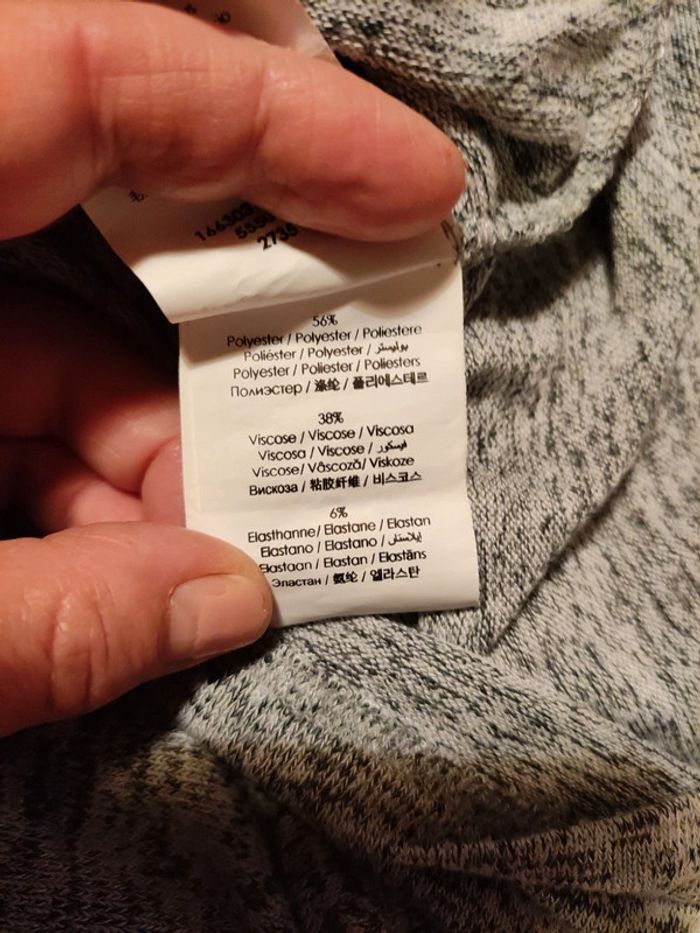 56%
Polyester / Polyester / Poliestere
Poliéster / Polyester / بوليستر
Polyester / Poliester / Poliesters
Полиэстер / 涤纶 / 폴리에스테르
38%
Viscose / Viscose / Viscosa
Viscosa / Viscose / فيسكوز
Viscose/ Vâscoză/ Viskoze
Вискоза / 粘胶纤维 / 비스코스
6%
Elasthanne/ Elastane / Elastan
Elastano / Elastano / إيلاستان
Elastaan / Elastan / Elastāns
Эластан / 氨纶 / 엘라스탄